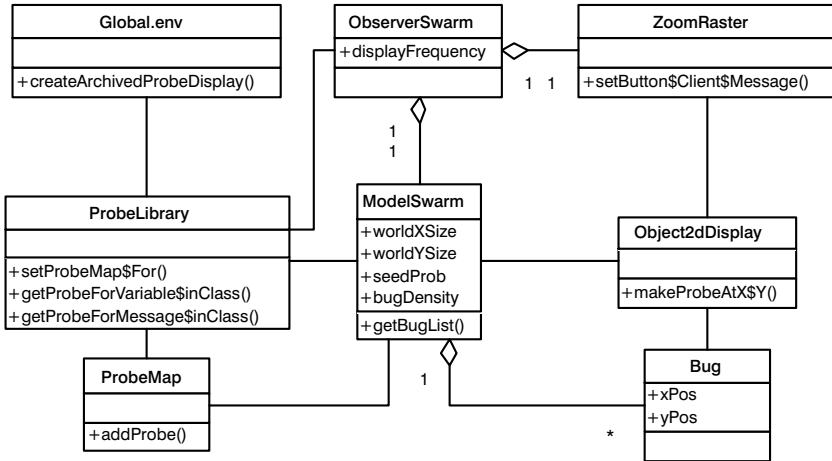 Global.env
+createArchivedProbeDisplay()
ObserverSwarm
+displayFrequency
ZoomRaster
+setButton$Client$Message()
1 1
1
1
ProbeLibrary
+setProbeMap$For()
+getProbeForVariable$inClass()
+getProbeForMessage$inClass()
ModelSwarm
+worldXSize
+worldYSize
+seedProb
+bugDensity
+getBugList()
Object2dDisplay
+makeProbeAtX$Y()
ProbeMap
+addProbe()
1
Bug
+xPos
+yPos
*